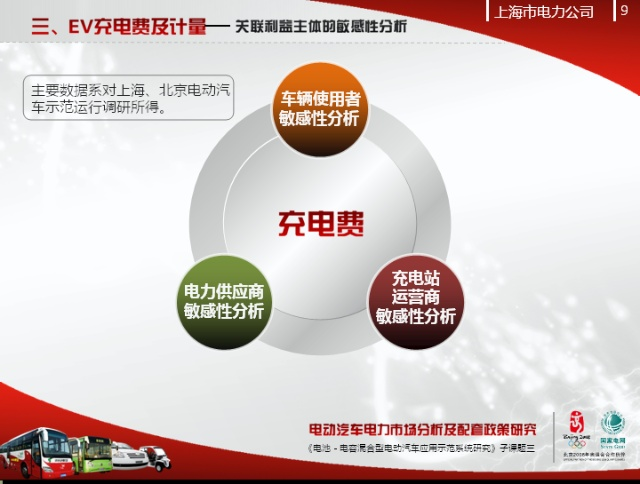 上海市电力公司 9
三、EV充电费及计量——关联利益主体的敏感性分析
主要数据系对上海、北京电动汽
车示范运行调研所得。
车辆使用者
敏感性分析
充电费
电力供应商
敏感性分析
充电站
运营商
敏感性分析
电动汽车电力市场分析及配套政策研究
《电池-电容混合型电动汽车应用示范系统研究》子课题三
Beijing 2008
国家电网
State Grid